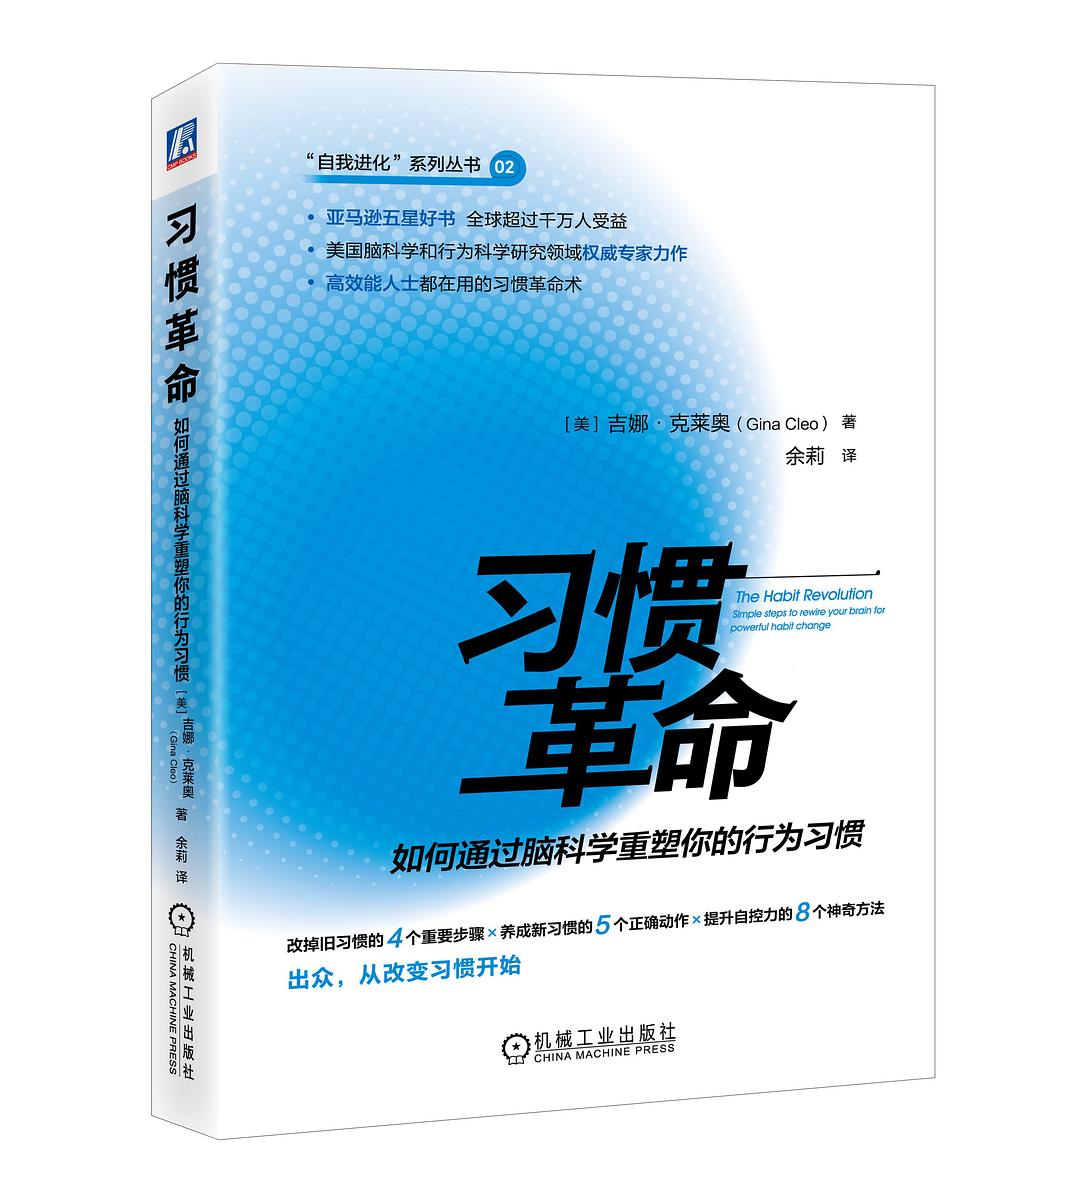 CMP BOOKS
习惯革命
如何通过脑科学重塑你的行为习惯
[美] 吉娜·克莱奥 (Gina Cleo) 著
余莉 译
机械工业出版社
CHINA MACHINE PRESS
“自我进化”系列丛书 02
• 亚马逊五星好书 全球超过千万人受益
• 美国脑科学和行为科学研究领域权威专家力作
• 高效能人士都在用的习惯革命术
[美] 吉娜·克莱奥 (Gina Cleo) 著
余莉 译
习惯
The Habit Revolution
Simple steps to rewire your brain for
powerful habit change
革命
如何通过脑科学重塑你的行为习惯
改掉旧习惯的4个重要步骤×养成新习惯的5个正确动作×提升自控力的8个神奇方法
出众，从改变习惯开始
机械工业出版社
CHINA MACHINE PRESS